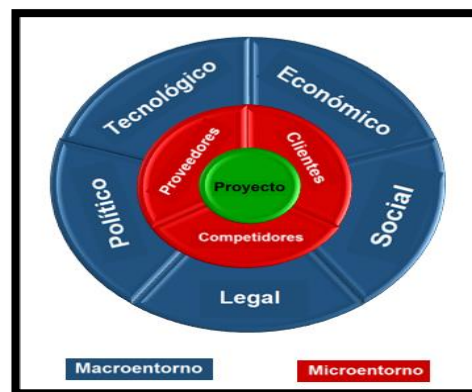 Tecnológico
Económico
Proveedores
Clientes
Político
Proyecto
Social
Competidores
Legal
Macroentorno
Microentorno